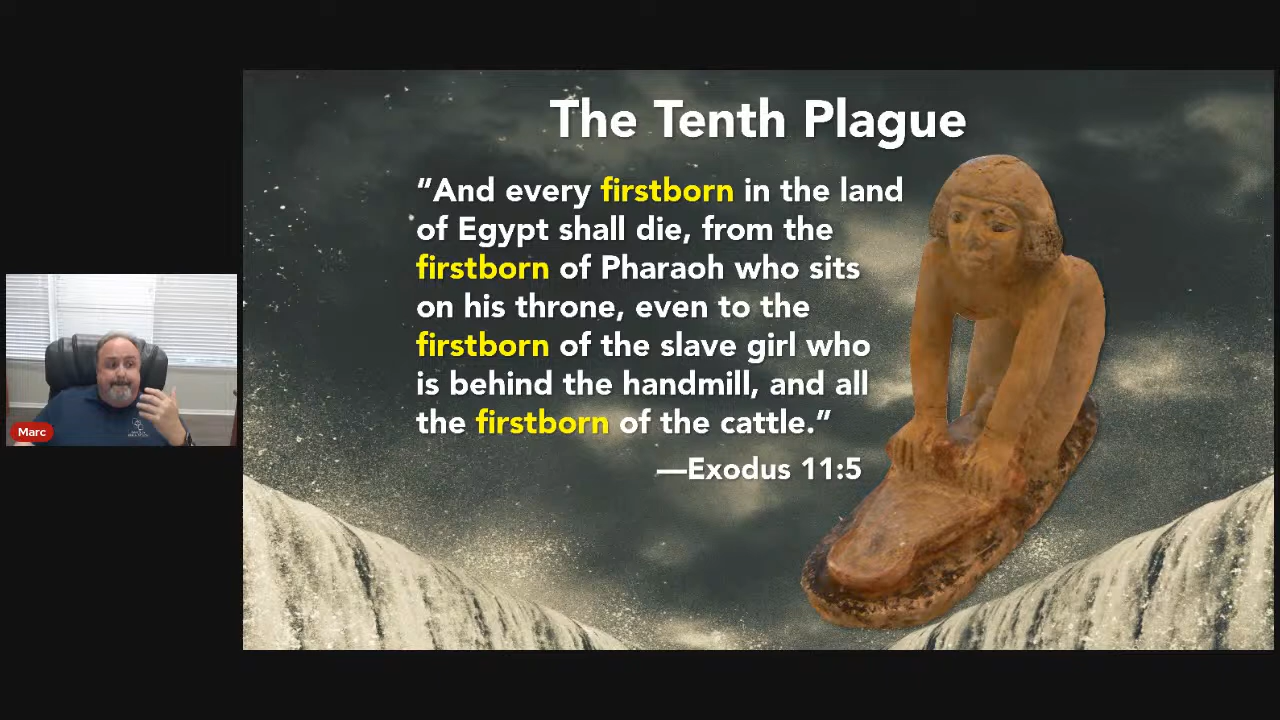 The Tenth Plague
“And every firstborn in the land
of Egypt shall die, from the
firstborn of Pharaoh who sits
on his throne, even to the
firstborn of the slave girl who
is behind the handmill, and all
the firstborn of the cattle.”
—Exodus 11:5
Marc